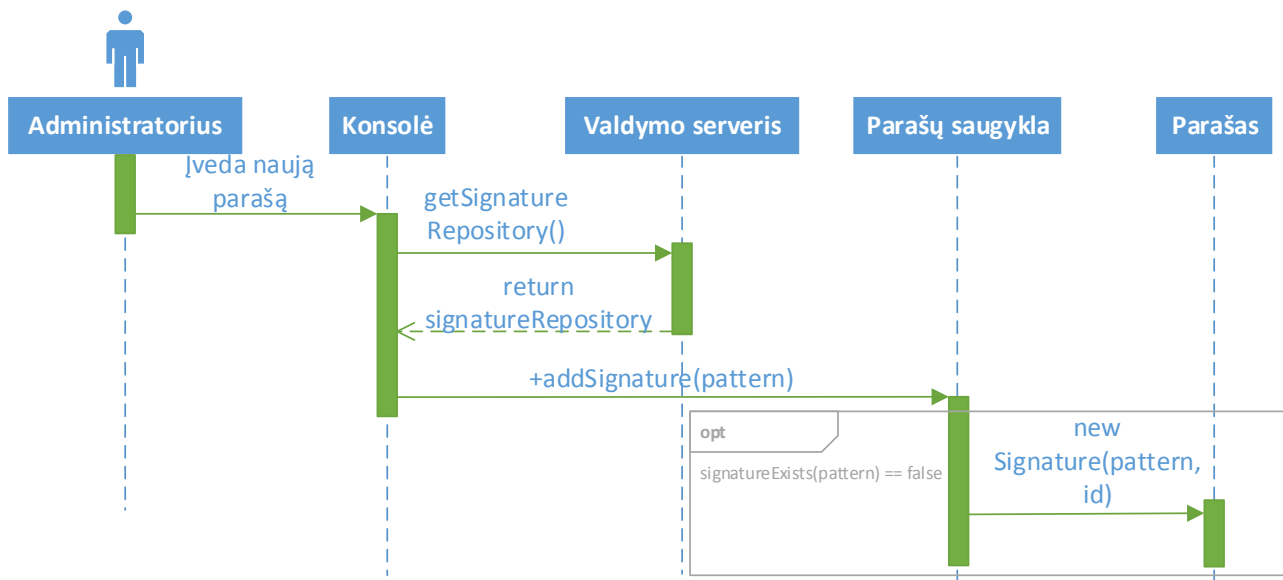 Administratorius
Konsolė
Valdymo serveris
Parašų saugykla
Parašas
Įveda naują
parašą
getSignature
Repository()
return
signatureRepository
+addSignature(pattern)
opt
signatureExists(pattern) == false
new
Signature(pattern,
id)